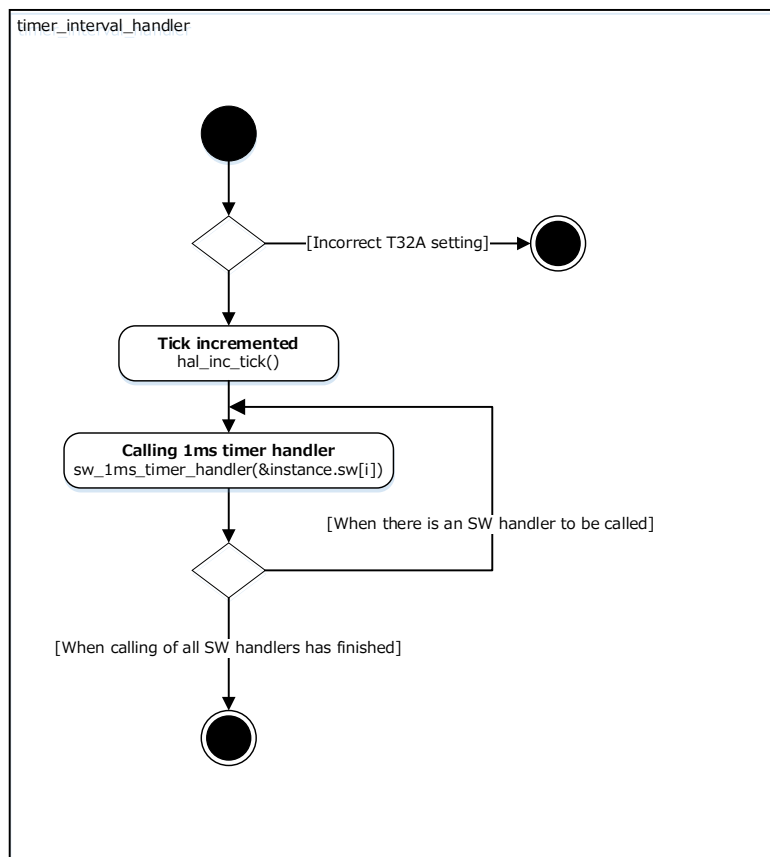 timer_interval_handler
[Incorrect T32A setting]
Tick incremented
hal_inc_tick()
Calling 1ms timer handler
sw_1ms_timer_handler(&instance.sw[i])
[When there is an SW handler to be called]
[When calling of all SW handlers has finished]